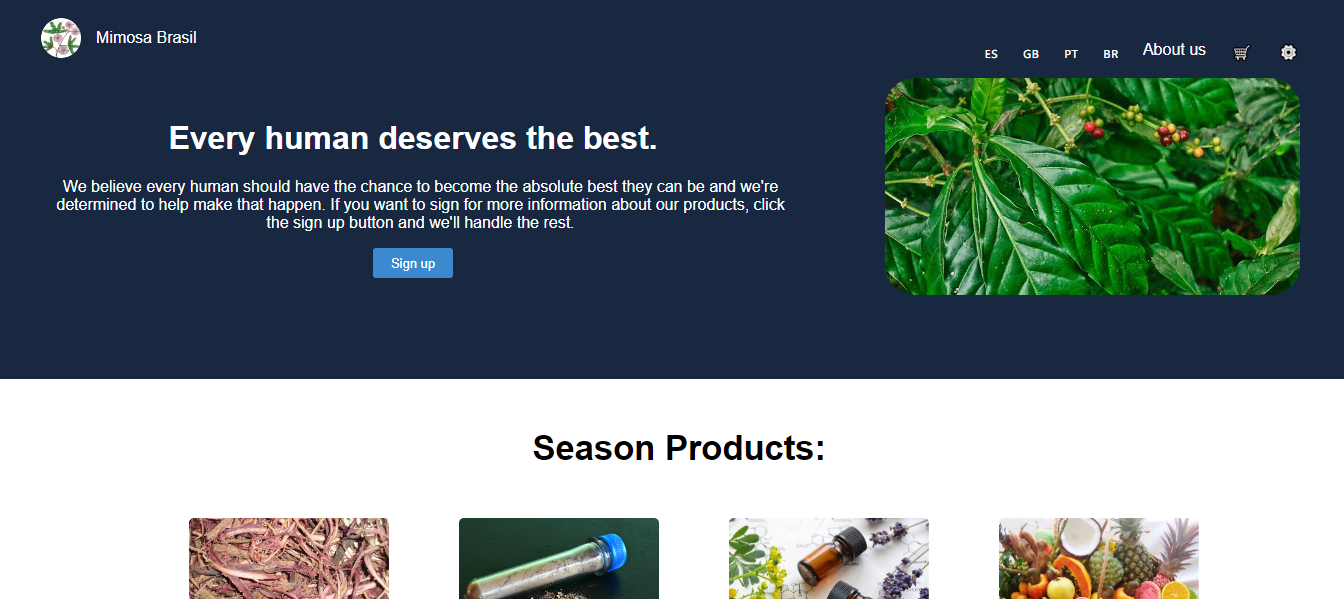 Mimosa Brasil
ES GB PT BR About us
Every human deserves the best.
We believe every human should have the chance to become the absolute best they can be and we're
determined to help make that happen. If you want to sign for more information about our products, click
the sign up button and we'll handle the rest.
Sign up
Season Products: